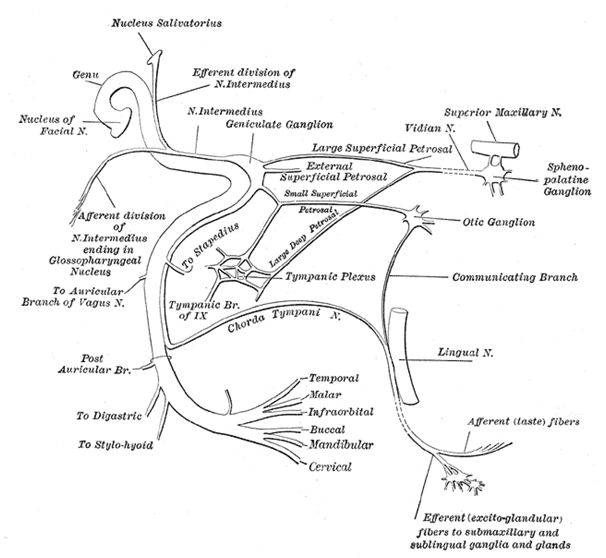 Nucleus Salivatorius
Genu
Efferent division of
N.Intermedius
Nucleus of
Facial N.
N.Intermedius
Geniculate Ganglion
Superior Maxillary N.
Vidian N.
Large Superficial Petrosal
External
Superficial Petrosal
Spheno-
palatine
Ganglion
Small Superficial
Petrosal
Afferent division
of
N.Intermedius
ending in
Glossopharyngeal
Nucleus
To Stapedius
Large Deep Petrosal
Otic Ganglion
Tympanic Plexus
Communicating Branch
To Auricular
Branch of Vagus N.
Tympanic Br.
of IX
Chorda Tympani N.
Lingual N.
Post
Auricular Br.
Temporal
Malar
Infraorbital
Buccal
Mandibular
Cervical
To Digastric
To Stylo-hyoid
Afferent (taste) fibers
Efferent (excito-glandular)
fibers to submaxillary and
sublingual ganglia and glands